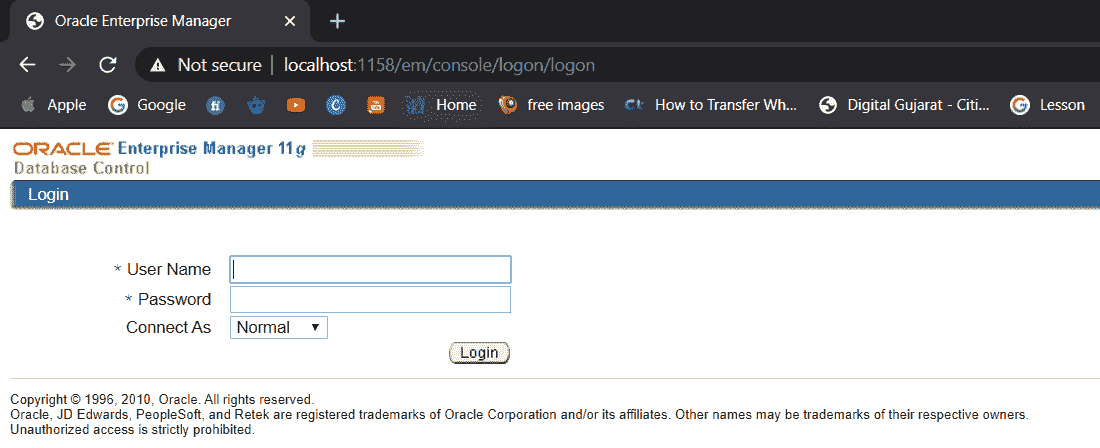 Oracle Enterprise Manager
Not secure localhost:1158/em/console/logon/logon
Apple Google Home free images How to Transfer Wh... Digital Gujarat - Citi... Lesson
ORACLE Enterprise Manager 11g
Database Control
Login
* User Name
* Password
Connect As Normal
Login
Copyright © 1996, 2010, Oracle. All rights reserved.
Oracle, JD Edwards, PeopleSoft, and Retek are registered trademarks of Oracle Corporation and/or its affiliates. Other names may be trademarks of their respective owners.
Unauthorized access is strictly prohibited.